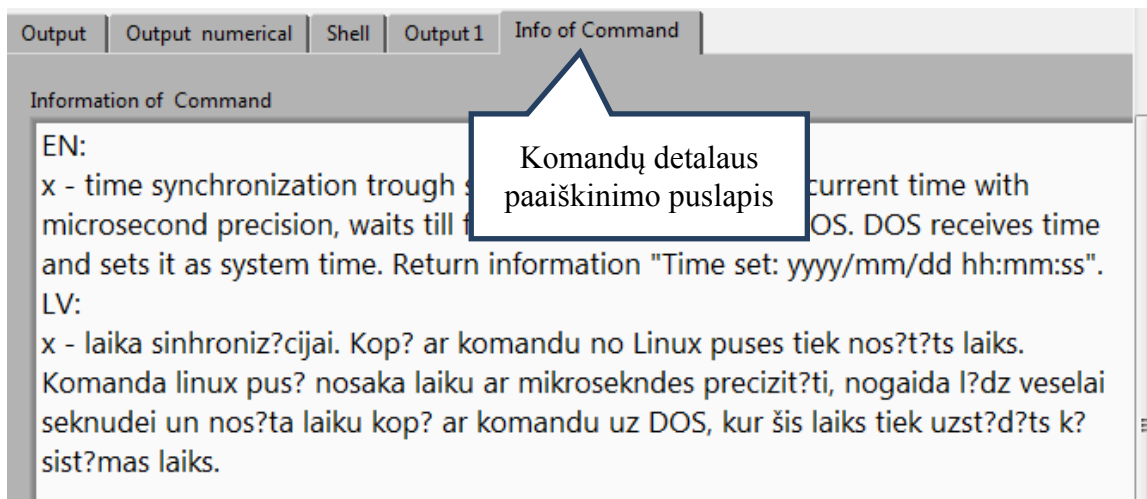 Output Output numerical Shell Output 1 Info of Command
Information of Command
Komandų detalaus
paaiškinimo puslapis
EN:
x - time synchronization trough current time with
microsecond precision, waits till OS. DOS receives time
and sets it as system time. Return information "Time set: yyyy/mm/dd hh:mm:ss".
LV:
x - laika sinhroniz?cijai. Kop? ar komandu no Linux puses tiek nos?t?ts laiks.
Komanda linux pus? nosaka laiku ar mikrosekndes precizit?ti, nogaida l?dz veselai
seknudei un nos?ta laiku kop? ar komandu uz DOS, kur šis laiks tiek uzst?d?ts k?
sist?mas laiks.